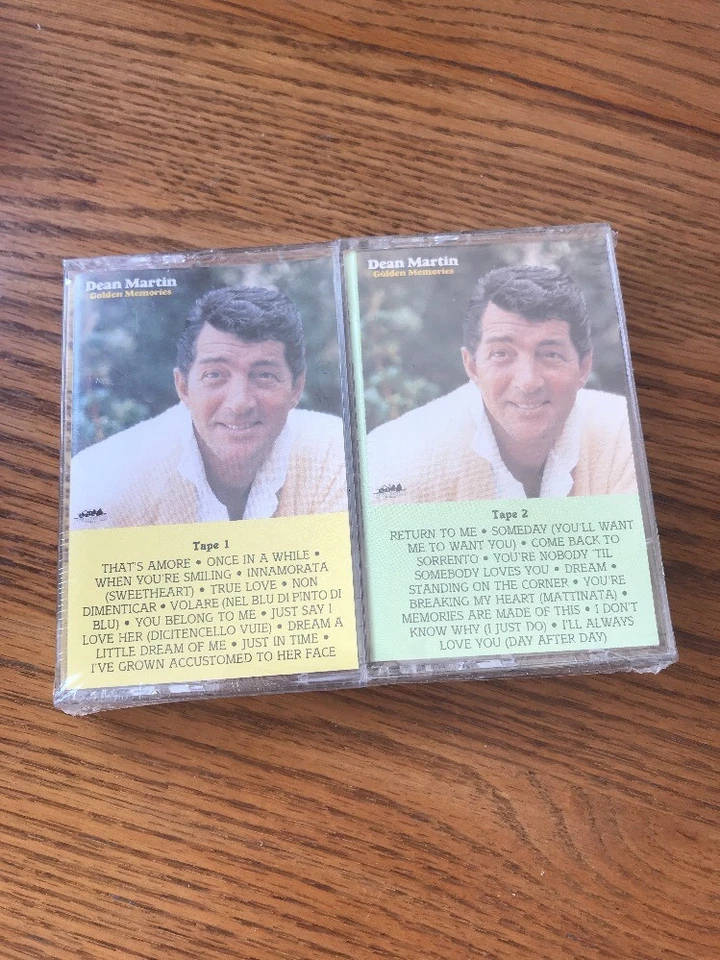 Dean Martin
Golden Memories
Tape 1
THAT'S AMORE • ONCE IN A WHILE •
WHEN YOU'RE SMILING • INNAMORATA
(SWEETHEART) • TRUE LOVE • NON
DIMENTICAR • VOLARE (NEL BLU DI PINTO DI
BLU) • YOU BELONG TO ME • JUST SAY I
LOVE HER (DICITENCELLO VUIE) • DREAM A
LITTLE DREAM OF ME • JUST IN TIME •
I'VE GROWN ACCUSTOMED TO HER FACE
Dean Martin
Golden Memories
Tape 2
RETURN TO ME • SOMEDAY (YOU'LL WANT
ME TO WANT YOU) • COME BACK TO
SORRENTO • YOU'RE NOBODY 'TIL
SOMEBODY LOVES YOU • DREAM •
STANDING ON THE CORNER • YOU'RE
BREAKING MY HEART (MATTINATA) •
MEMORIES ARE MADE OF THIS • I DON'T
KNOW WHY (I JUST DO) • I'LL ALWAYS
LOVE YOU (DAY AFTER DAY)